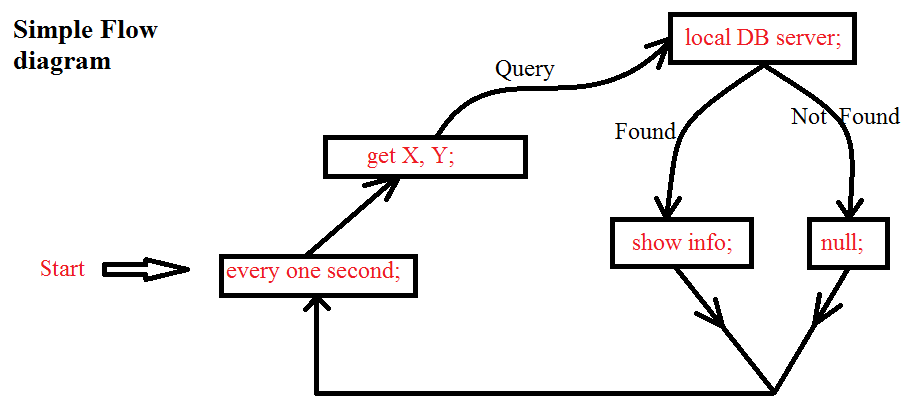 Simple Flow
diagram
local DB server;
Query
Not Found
Found
get X, Y;
show info;
null;
Start
every one second;